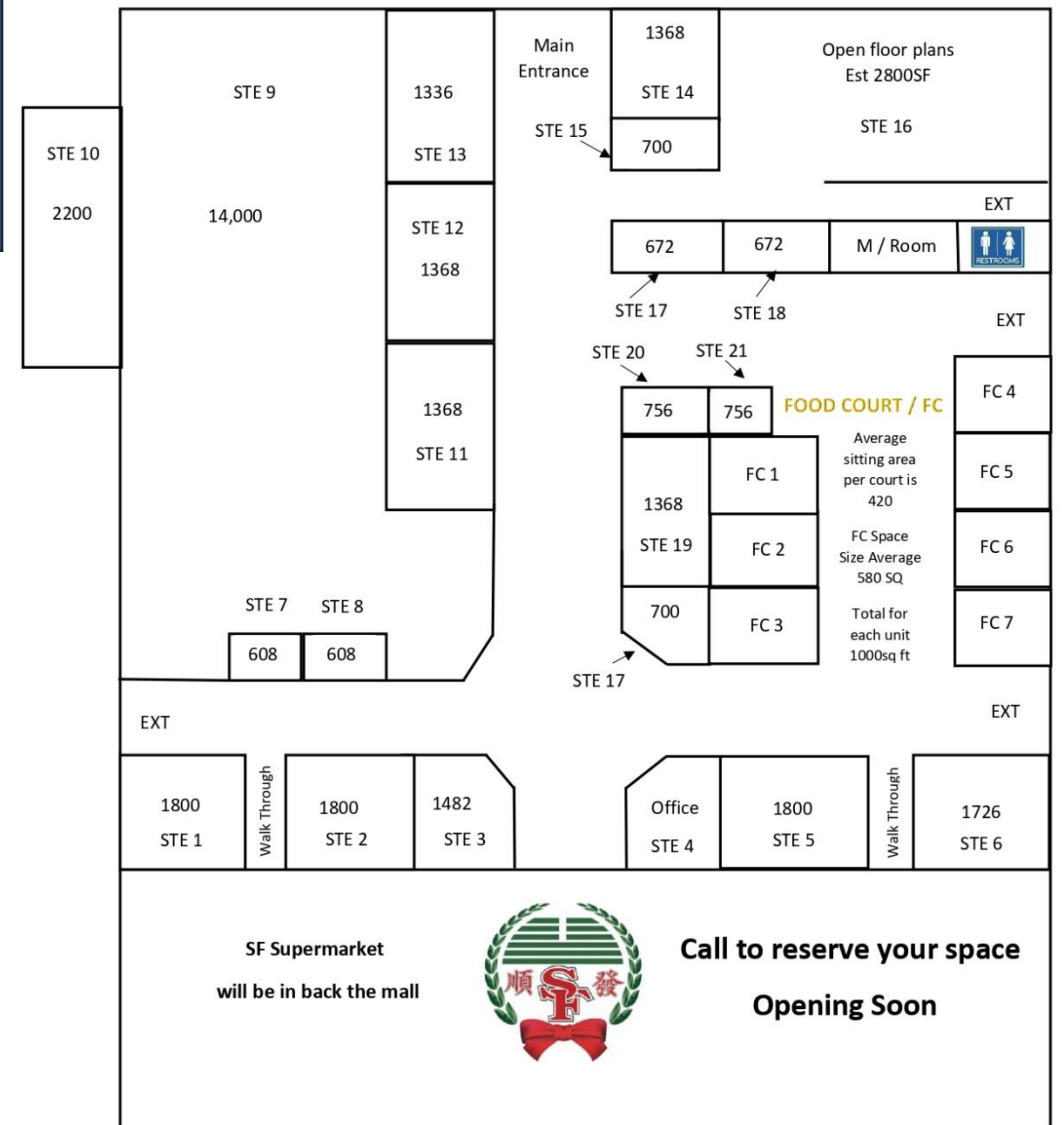 STE 9
1336
STE 13
Main
Entrance
1368
STE 14
STE 15
700
Open floor plans
Est 2800SF
STE 16
STE 10
2200
14,000
STE 12
1368
EXT
672
672
M / Room
RESTROOMS
STE 17
STE 18
EXT
STE 20
STE 21
756
756
FOOD COURT / FC
FC 4
1368
STE 11
Average
sitting area
per court is
420
FC 1
FC 5
1368
STE 19
FC 2
FC Space
Size Average
580 SQ
FC 6
STE 7
STE 8
608
608
700
FC 3
Total for
each unit
1000sq ft
FC 7
STE 17
EXT
EXT
1800
STE 1
Walk Through
1800
STE 2
1482
STE 3
Office
STE 4
1800
STE 5
Walk Through
1726
STE 6
SF Supermarket
will be in back the mall
順 SF 發
Call to reserve your space
Opening Soon